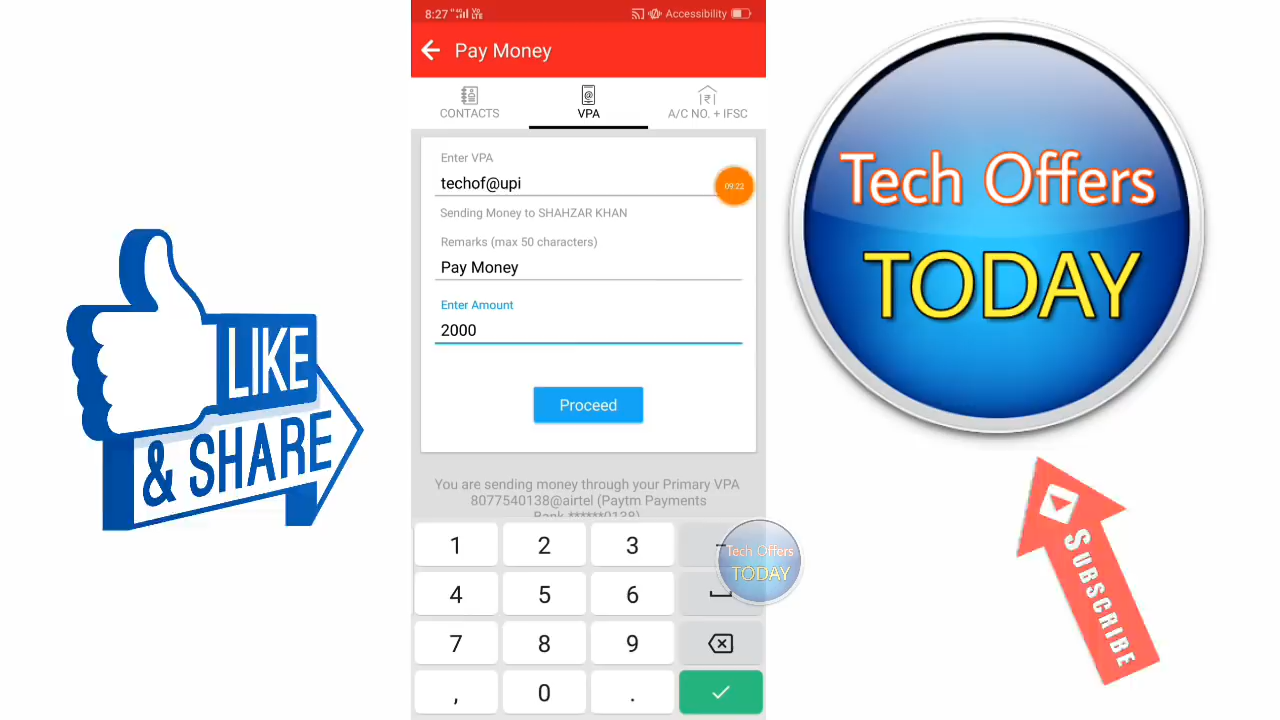 8:27
Accessibility
Pay Money
CONTACTS
VPA
A/C NO. + IFSC
Enter VPA
techof@upi
09:22
Sending Money to SHAHZAR KHAN
Remarks (max 50 characters)
Pay Money
Enter Amount
2000
Proceed
You are sending money through your Primary VPA
8077540138@airtel (Paytm Payments
Bank ******0138)
1 2 3
4 5 6
7 8 9
, 0 .
Tech Offers
TODAY
LIKE
& SHARE
Tech Offers
TODAY
SUBSCRIBE